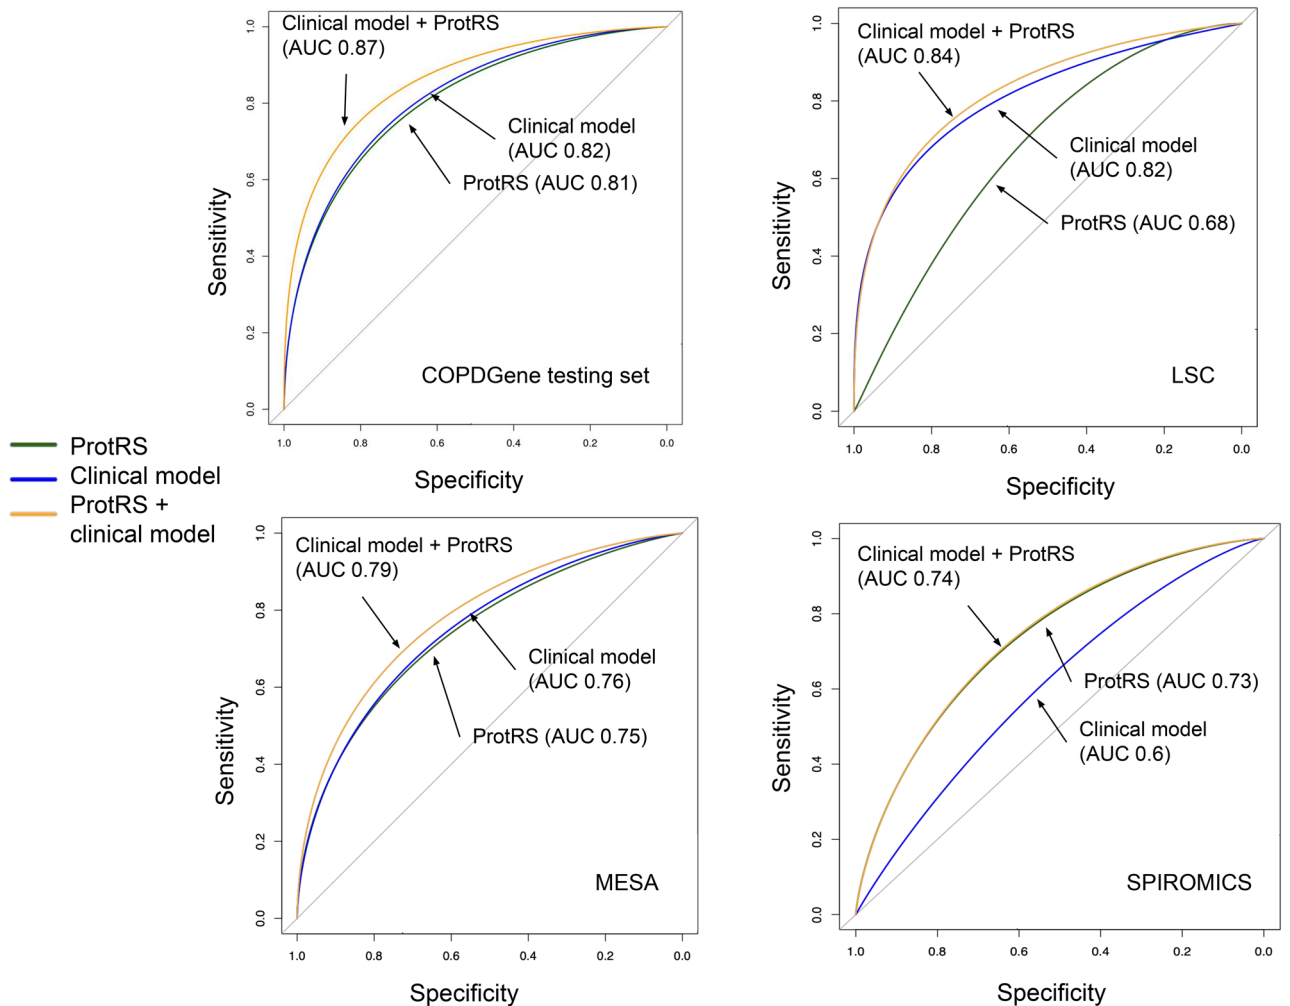 Clinical model + ProtRS
(AUC 0.87)
Clinical model
(AUC 0.82)
ProtRS (AUC 0.81)
COPDGene testing set
Sensitivity
0.0
0.2
0.4
0.6
0.8
1.0
1.0
0.8
0.6
0.4
0.2
0.0
Specificity
Clinical model + ProtRS
(AUC 0.84)
Clinical model
(AUC 0.82)
ProtRS (AUC 0.68)
LSC
Sensitivity
0.0
0.2
0.4
0.6
0.8
1.0
1.0
0.8
0.6
0.4
0.2
0.0
Specificity
ProtRS
Clinical model
ProtRS +
clinical model
Clinical model + ProtRS
(AUC 0.79)
Clinical model
(AUC 0.76)
ProtRS (AUC 0.75)
MESA
Sensitivity
0.0
0.2
0.4
0.6
0.8
1.0
1.0
0.8
0.6
0.4
0.2
0.0
Specificity
Clinical model + ProtRS
(AUC 0.74)
ProtRS (AUC 0.73)
Clinical model
(AUC 0.6)
SPIROMICS
Sensitivity
0.0
0.2
0.4
0.6
0.8
1.0
1.0
0.8
0.6
0.4
0.2
0.0
Specificity